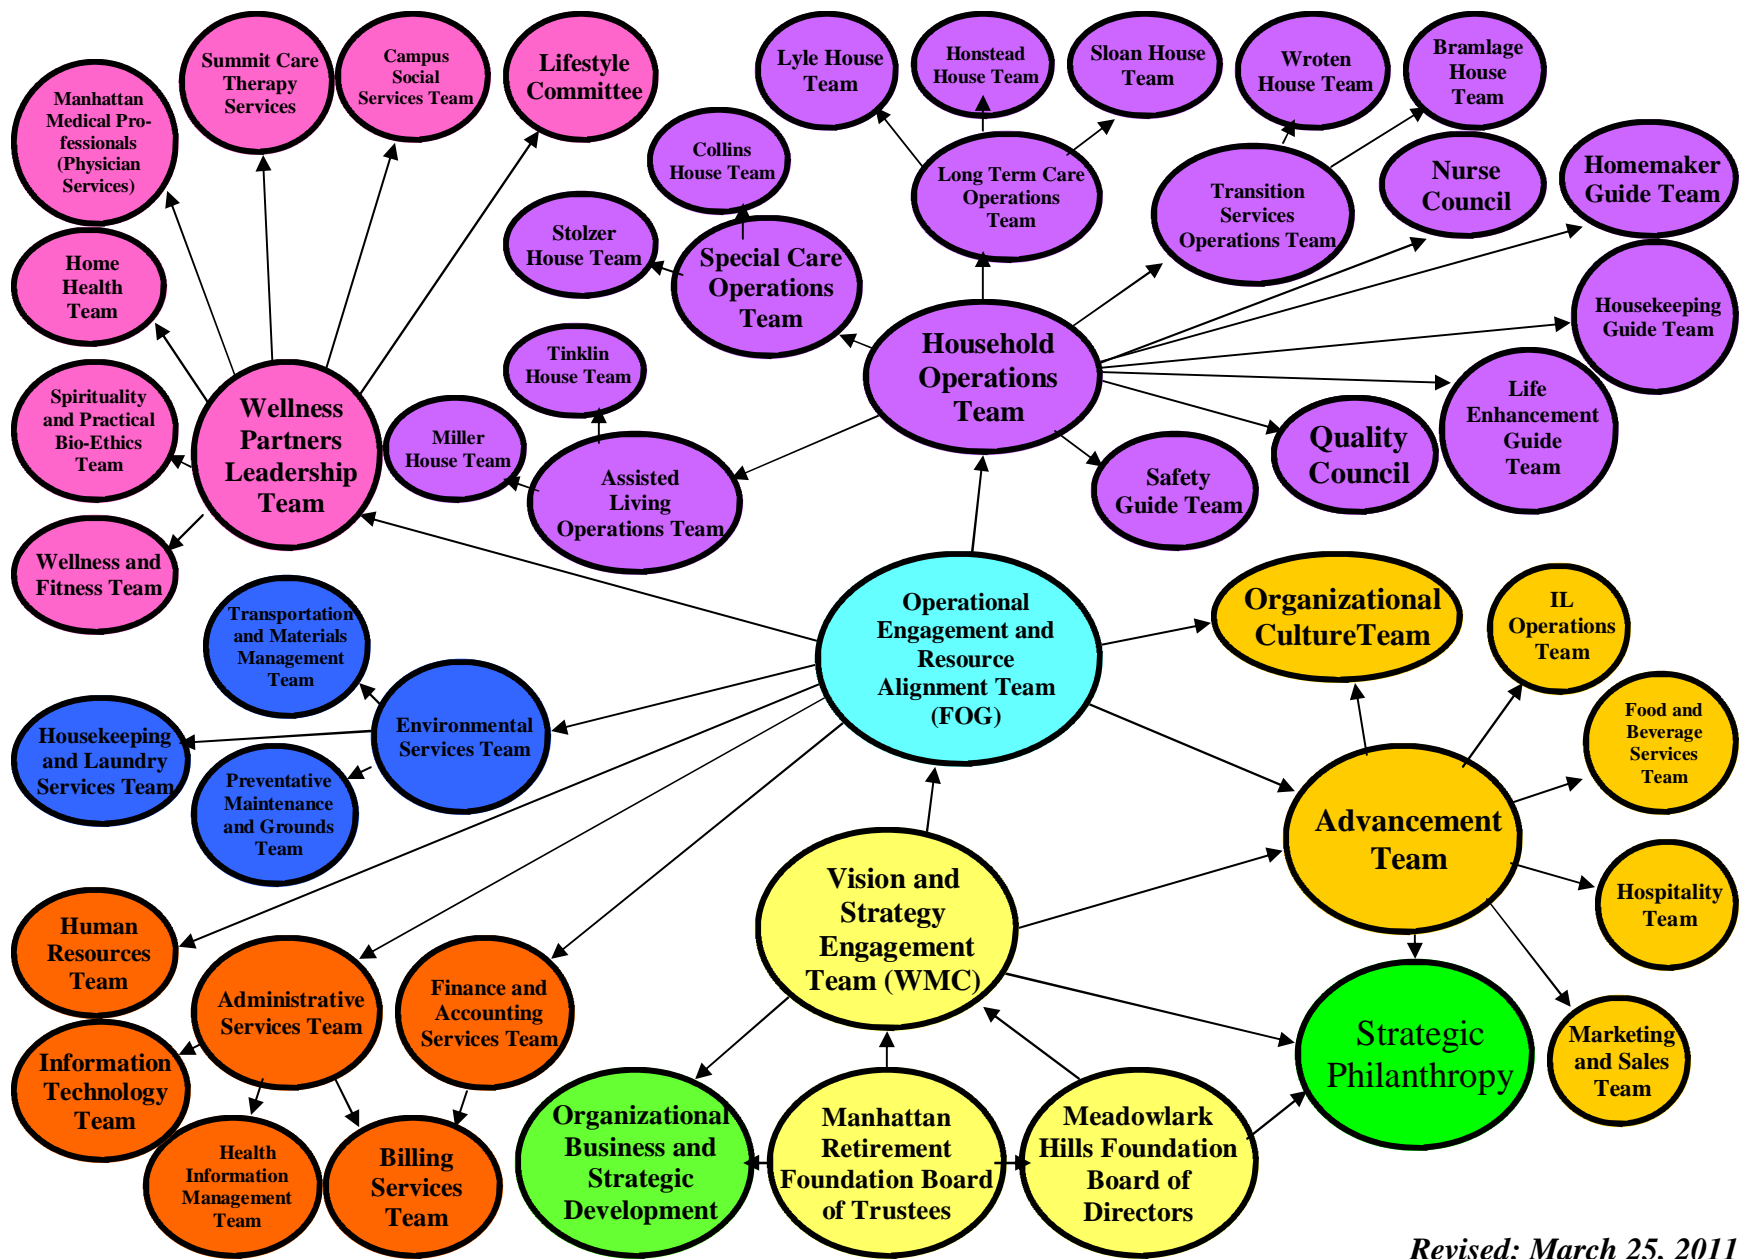 Manhattan
Medical Pro-
fessionals
(Physician
Services)
Summit Care
Therapy
Services
Campus
Social
Services Team
Lifestyle
Committee
Lyle House
Team
Honstead
House Team
Sloan House
Team
Wroten
House Team
Bramlage
House
Team
Collins
House Team
Long Term Care
Operations
Team
Transition
Services
Operations Team
Nurse
Council
Homemaker
Guide Team
Home
Health
Team
Stolzer
House Team
Special Care
Operations
Team
Household
Operations
Team
Housekeeping
Guide Team
Spirituality
and Practical
Bio-Ethics
Team
Wellness
Partners
Leadership
Team
Tinklin
House Team
Miller
House Team
Assisted
Living
Operations Team
Safety
Guide Team
Quality
Council
Life
Enhancement
Guide
Team
Wellness and
Fitness Team
Transportation
and Materials
Management
Team
Operational
Engagement and
Resource
Alignment Team
(FOG)
Organizational
CultureTeam
IL
Operations
Team
Housekeeping
and Laundry
Services Team
Environmental
Services Team
Preventative
Maintenance
and Grounds
Team
Food and
Beverage
Services
Team
Advancement
Team
Hospitality
Team
Human
Resources
Team
Administrative
Services Team
Finance and
Accounting
Services Team
Vision and
Strategy
Engagement
Team (WMC)
Strategic
Philanthropy
Marketing
and Sales
Team
Information
Technology
Team
Health
Information
Management
Team
Billing
Services
Team
Organizational
Business and
Strategic
Development
Manhattan
Retirement
Foundation Board
of Trustees
Meadowlark
Hills Foundation
Board of
Directors
Revised: March 25, 2011